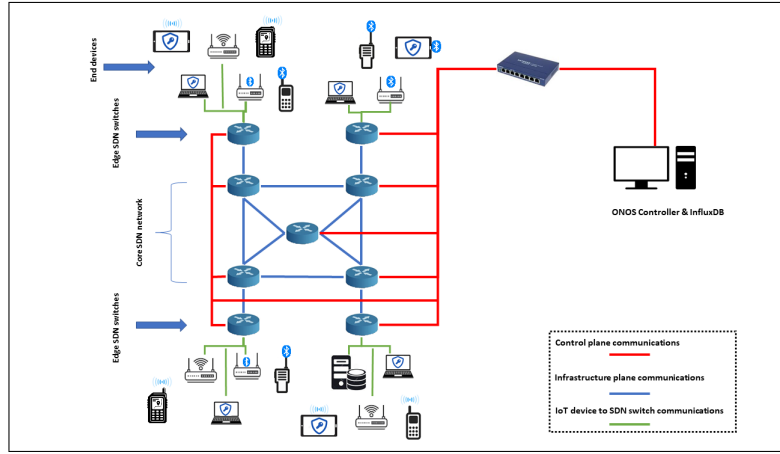 End devices
Edge SDN switches
Core SDN network
Edge SDN switches
ONOS Controller & InfluxDB
Control plane communications
Infrastructure plane communications
IoT device to SDN switch communications